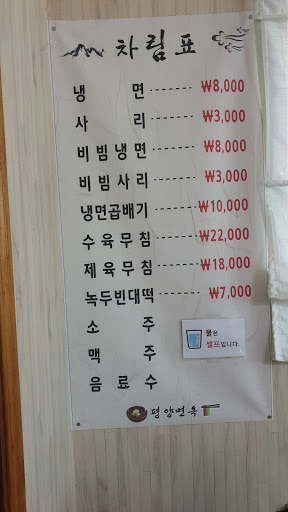 차림표
냉 면 ------- ₩8,000
사 리 ------- ₩3,000
비빔냉면 ------- ₩8,000
비빔사리 ------- ₩3,000
냉면곱배기 ------ ₩10,000
수육무침 ------ ₩22,000
제육무침 ------ ₩18,000
녹두빈대떡 ------ ₩7,000
소 주
맥 주
음 료 수
물은
셀프입니다.
평양면옥